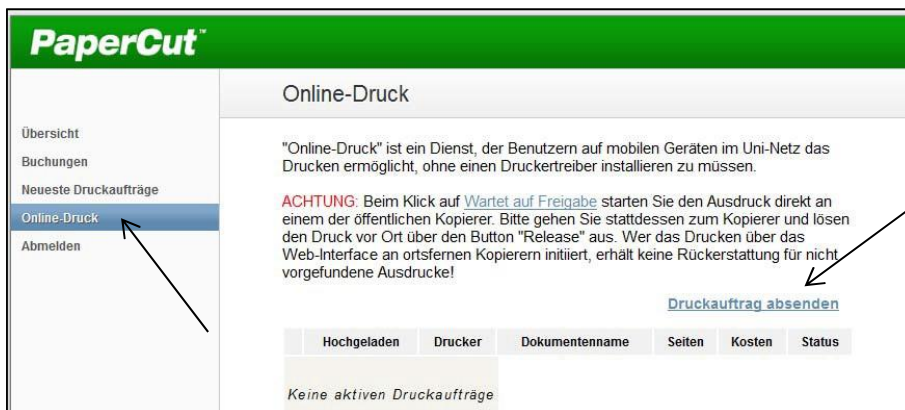 PaperCut™
Online-Druck
Übersicht
Buchungen
Neueste Druckaufträge
Online-Druck
Abmelden
"Online-Druck" ist ein Dienst, der Benutzern auf mobilen Geräten im Uni-Netz das
Drucken ermöglicht, ohne einen Druckertreiber installieren zu müssen.
ACHTUNG: Beim Klick auf Wartet auf Freigabe starten Sie den Ausdruck direkt an
einem der öffentlichen Kopierer. Bitte gehen Sie stattdessen zum Kopierer und lösen
den Druck vor Ort über den Button "Release" aus. Wer das Drucken über das
Web-Interface an ortsfernen Kopierern initiiert, erhält keine Rückerstattung für nicht
vorgefundene Ausdrucke!
Druckauftrag absenden
Hochgeladen Drucker Dokumentenname Seiten Kosten Status
Keine aktiven Druckaufträge